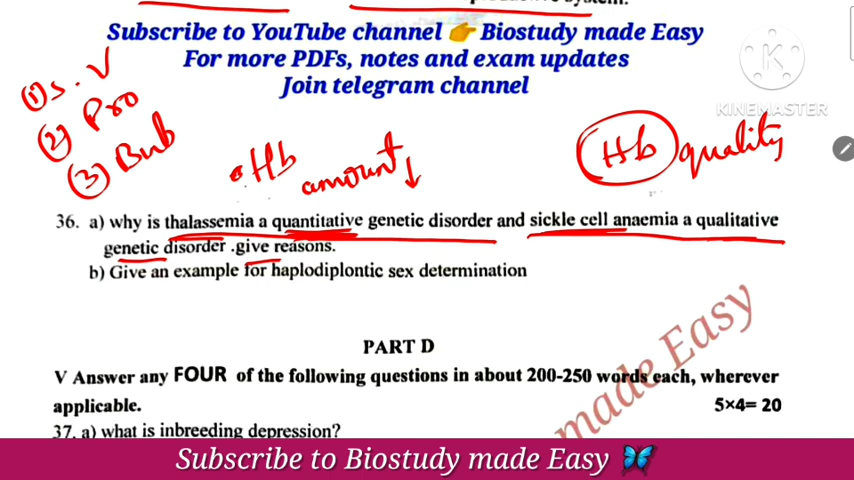 Subscribe to YouTube channel 👉 Biostudy made Easy
For more PDFs, notes and exam updates
Join telegram channel
KINEMASTER
① S. V
② Pro
③ Bub
Hb amount ↓
Hb quality
36. a) why is thalassemia a quantitative genetic disorder and sickle cell anaemia a qualitative
genetic disorder .give reasons.
b) Give an example for haplodiplontic sex determination
PART D
V Answer any FOUR of the following questions in about 200-250 words each, wherever
applicable. 5×4= 20
made Easy
37. a) what is inbreeding depression?
Subscribe to Biostudy made Easy 🦋